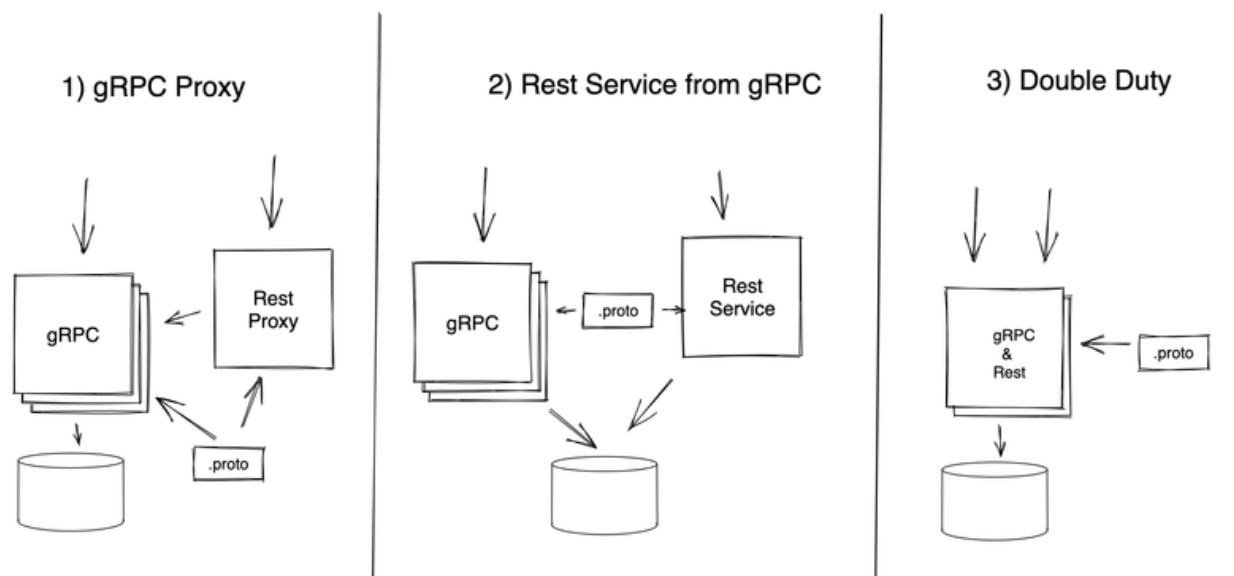 1) gRPC Proxy
gRPC
Rest
Proxy
.proto
2) Rest Service from gRPC
gRPC
.proto
Rest
Service
3) Double Duty
gRPC
&
Rest
.proto